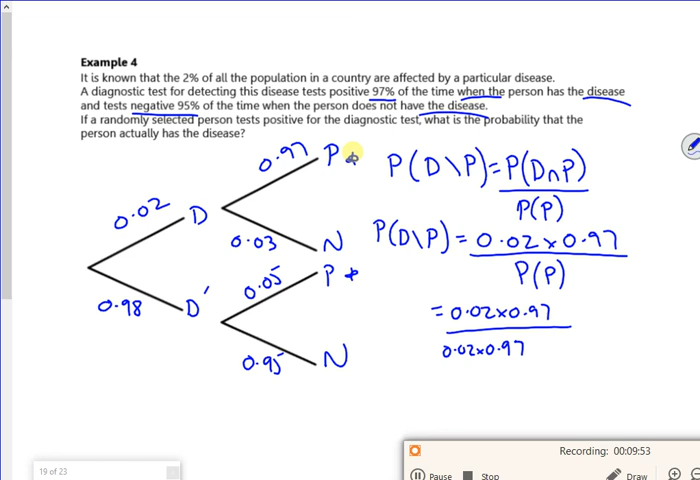 Example 4
It is known that the 2% of all the population in a country are affected by a particular disease.
A diagnostic test for detecting this disease tests positive 97% of the time when the person has the disease
and tests negative 95% of the time when the person does not have the disease.
If a randomly selected person tests positive for the diagnostic test, what is the probability that the
person actually has the disease?
0.97 P *
0.02 D
0.03 N
0.98 D′
0.05 P *
0.95 N
P(D\P) = P(D∩P)
P(P)
P(D\P) = 0.02 × 0.97
P(P)
= 0.02×0.97
0.02×0.97
19 of 23
Recording: 00:09:53
Pause Stop Draw